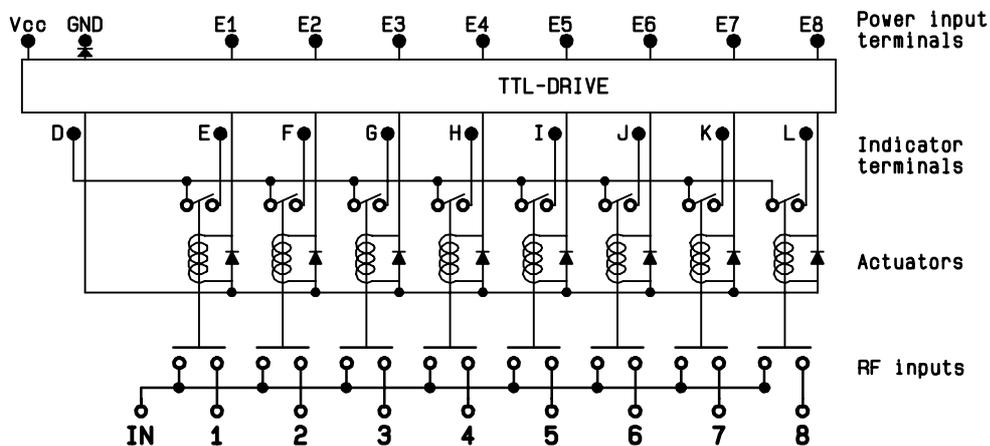 Vcc GND E1 E2 E3 E4 E5 E6 E7 E8 Power input
terminals
TTL-DRIVE
D E F G H I J K L Indicator
terminals
Actuators
RF inputs
IN 1 2 3 4 5 6 7 8